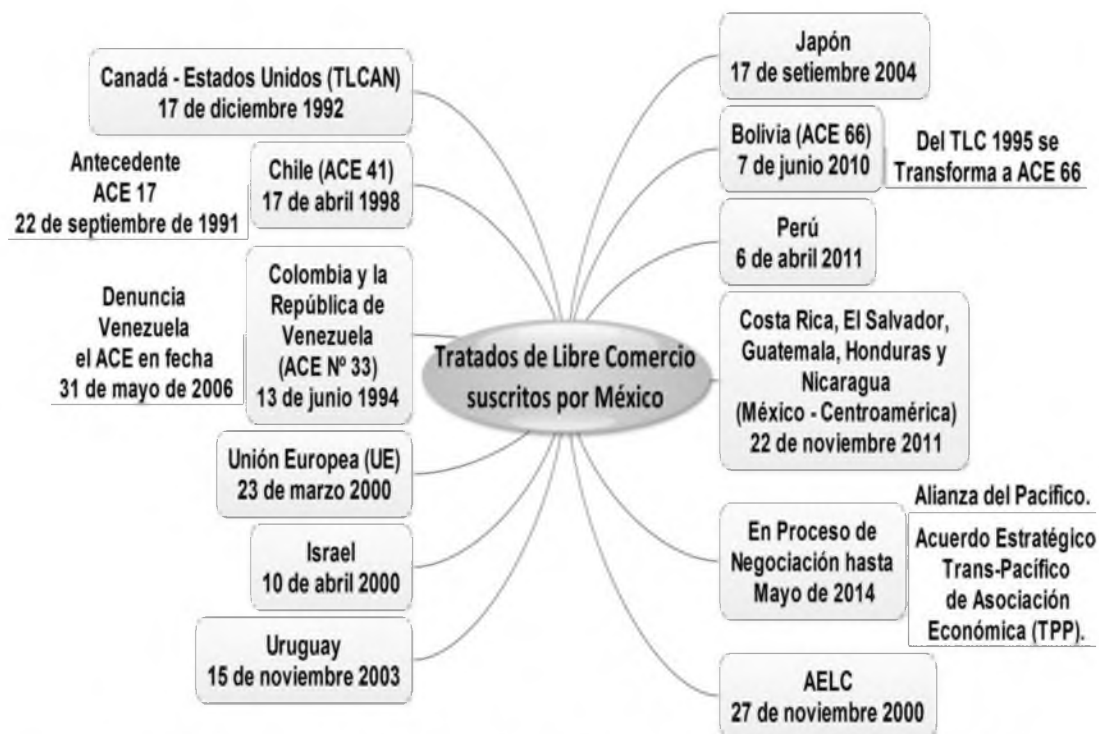 Tratados de Libre Comercio
suscritos por México
Canadá - Estados Unidos (TLCAN)
17 de diciembre 1992
Chile (ACE 41)
17 de abril 1998
Antecedente
ACE 17
22 de septiembre de 1991
Colombia y la
República de
Venezuela
(ACE Nº 33)
13 de junio 1994
Denuncia
Venezuela
el ACE en fecha
31 de mayo de 2006
Unión Europea (UE)
23 de marzo 2000
Israel
10 de abril 2000
Uruguay
15 de noviembre 2003
Japón
17 de setiembre 2004
Bolivia (ACE 66)
7 de junio 2010
Del TLC 1995 se
Transforma a ACE 66
Perú
6 de abril 2011
Costa Rica, El Salvador,
Guatemala, Honduras y
Nicaragua
(México - Centroamérica)
22 de noviembre 2011
En Proceso de
Negociación hasta
Mayo de 2014
Alianza del Pacífico.
Acuerdo Estratégico
Trans-Pacífico
de Asociación
Económica (TPP).
AELC
27 de noviembre 2000